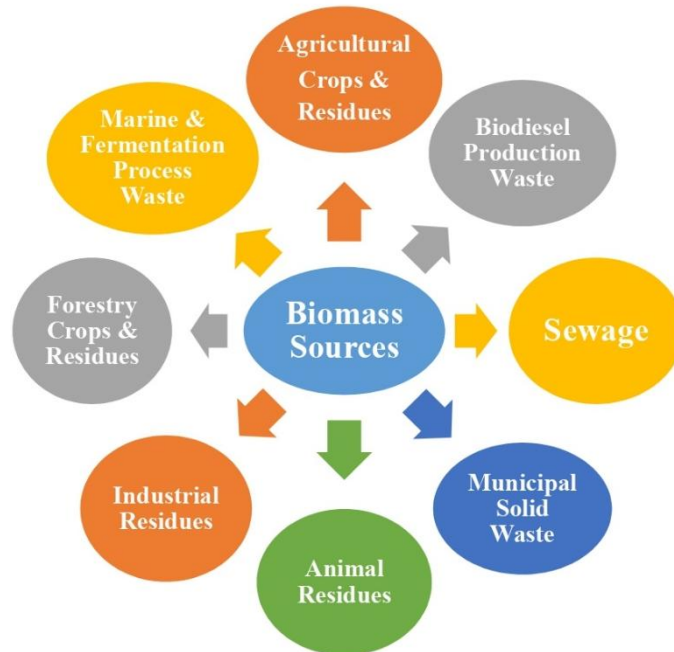 Agricultural
Crops &
Residues
Biodiesel
Production
Waste
Sewage
Municipal
Solid
Waste
Animal
Residues
Industrial
Residues
Forestry
Crops &
Residues
Marine &
Fermentation
Process
Waste
Biomass
Sources